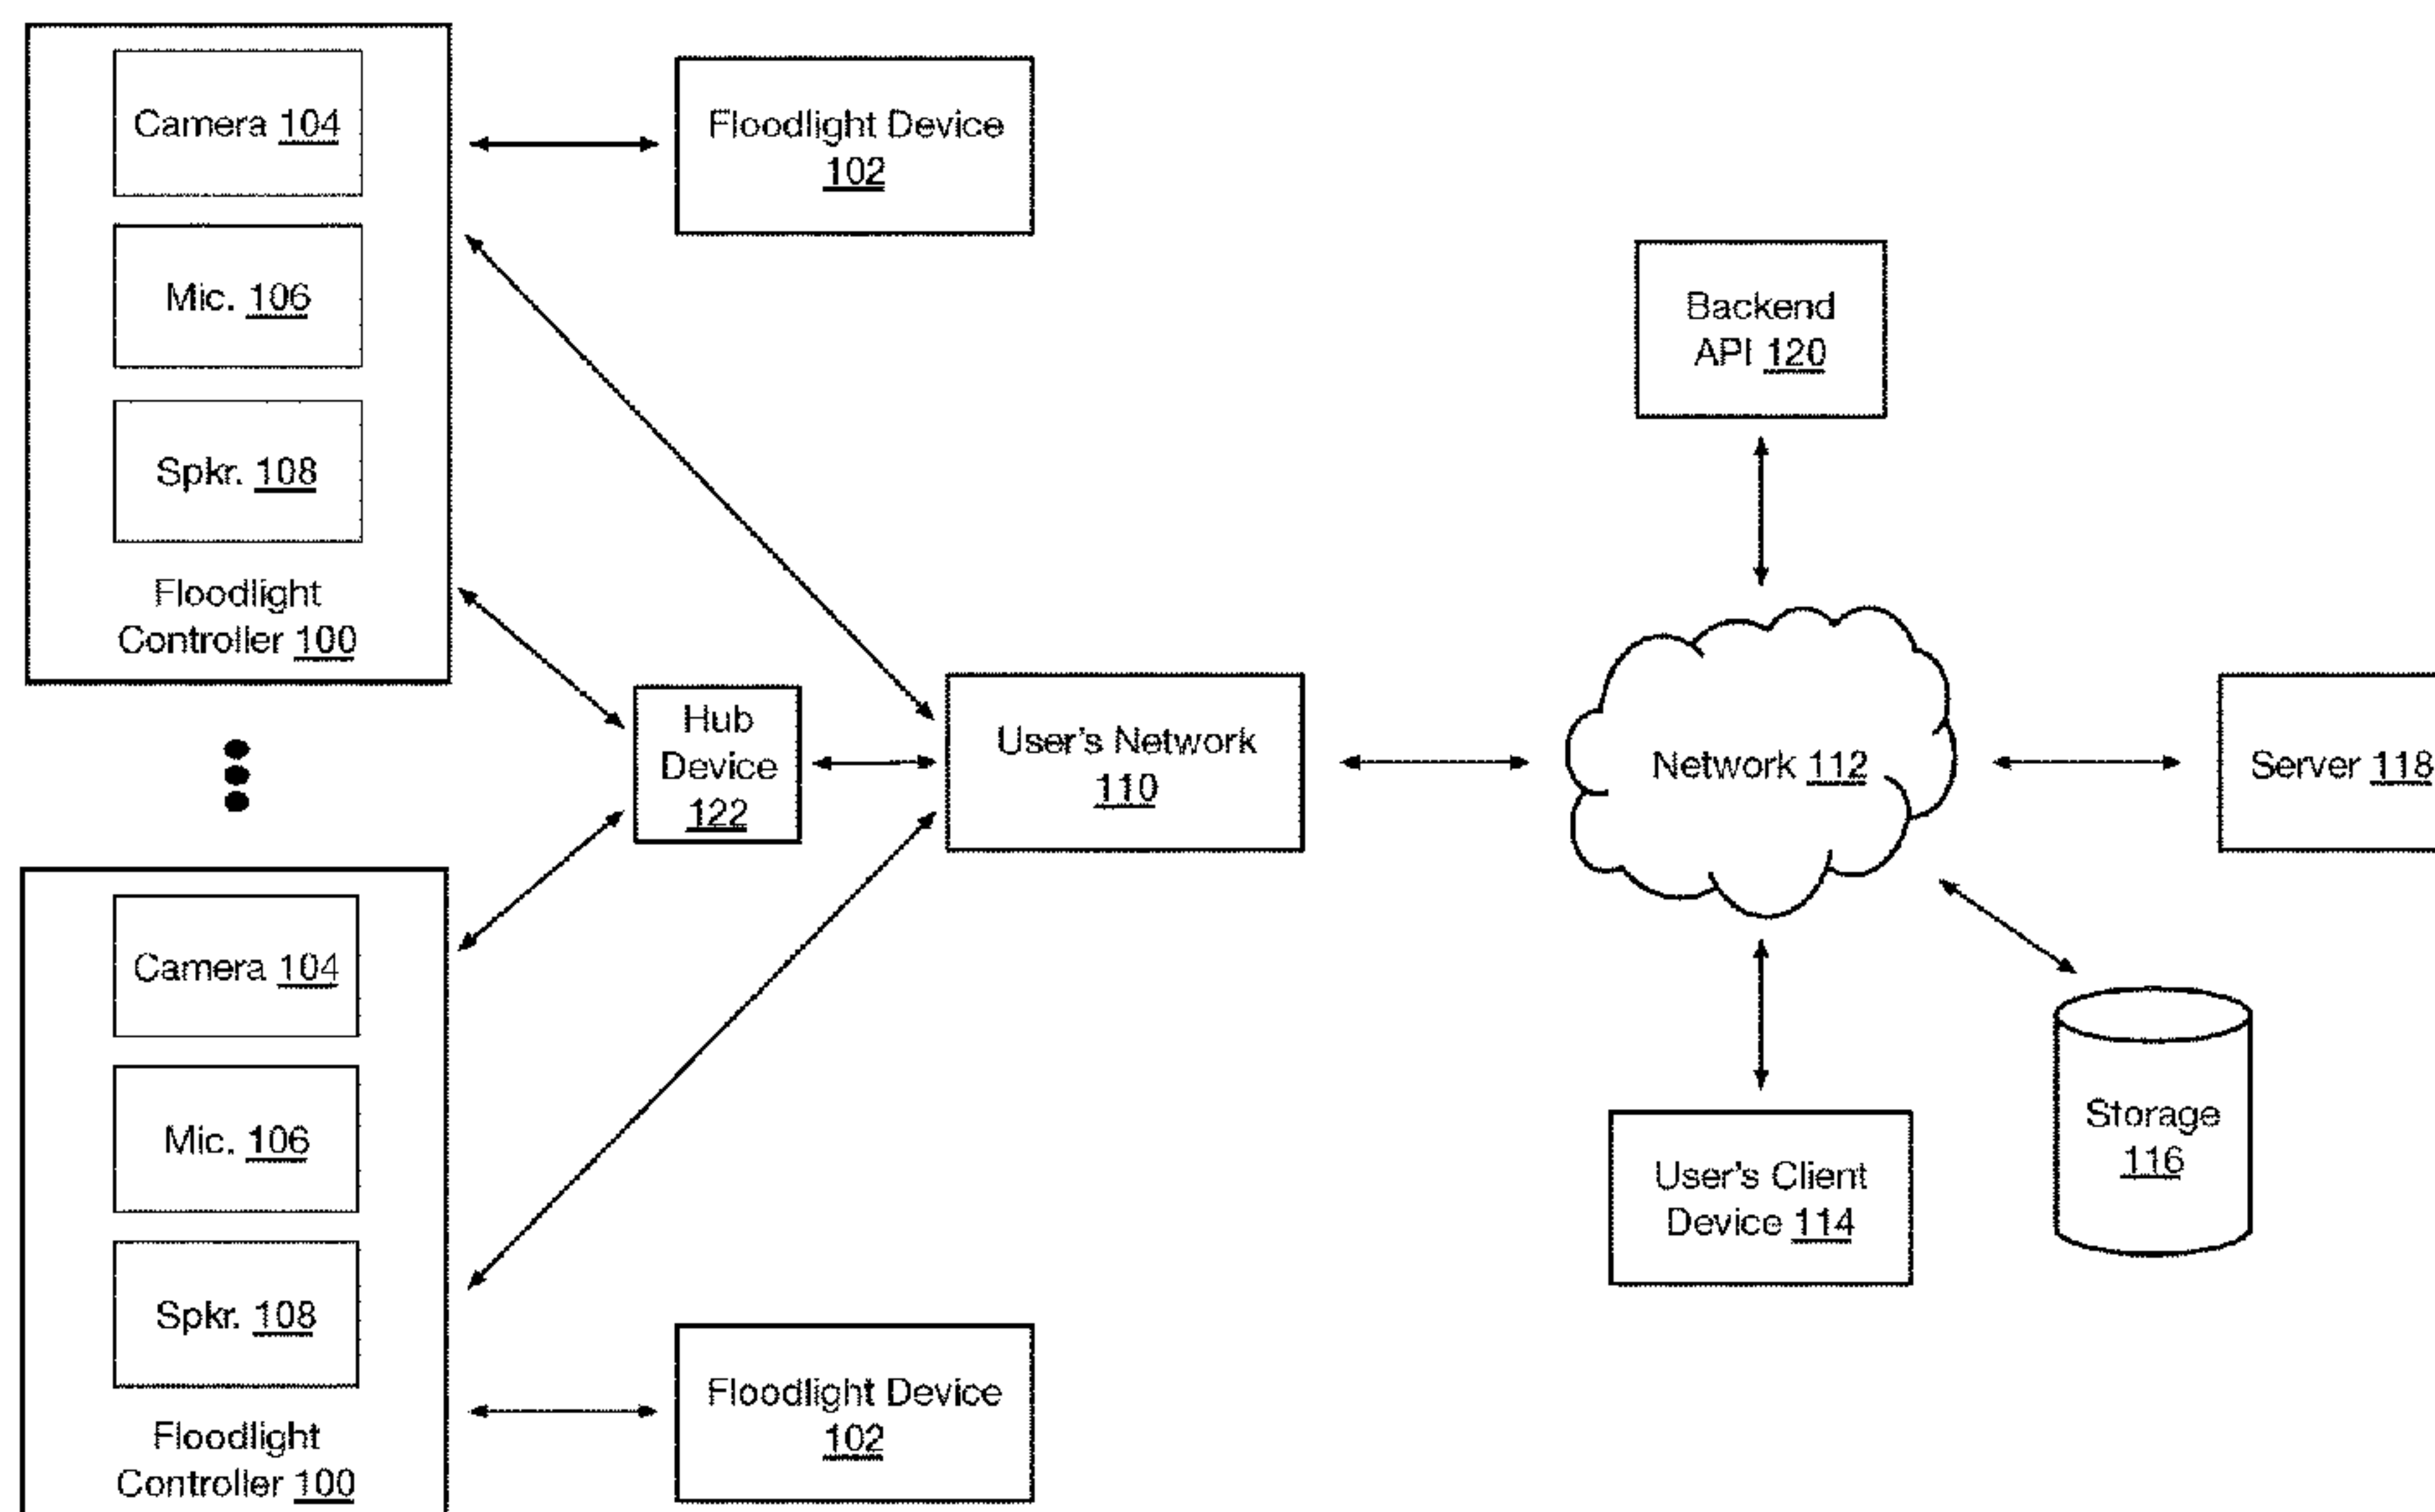 Camera 104
Mic. 106
Spkr. 108
Floodlight
Controller 100
Floodlight Device
102
Backend
API 120
Hub
Device
122
User's Network
110
Network 112
Server 118
Camera 104
Mic. 106
Spkr. 108
Floodlight
Controller 100
Floodlight Device
102
User's Client
Device 114
Storage
116